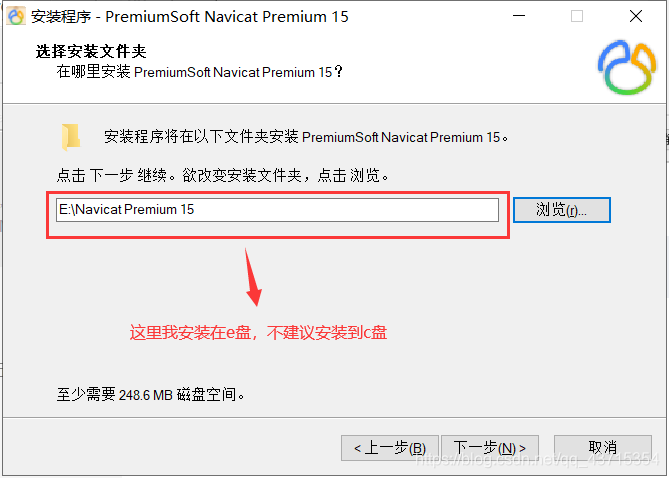 安装程序 - PremiumSoft Navicat Premium 15
选择安装文件夹
在哪里安装 PremiumSoft Navicat Premium 15？
安装程序将在以下文件夹安装 PremiumSoft Navicat Premium 15。
点击 下一步 继续。欲改变安装文件夹，点击 浏览。
E:\Navicat Premium 15
浏览(r)...
这里我安装在e盘，不建议安装到c盘
至少需要 248.6 MB 磁盘空间。
< 上一步(B)
下一步(N) >
取消
https://blog.csdn.net/qq_43715354